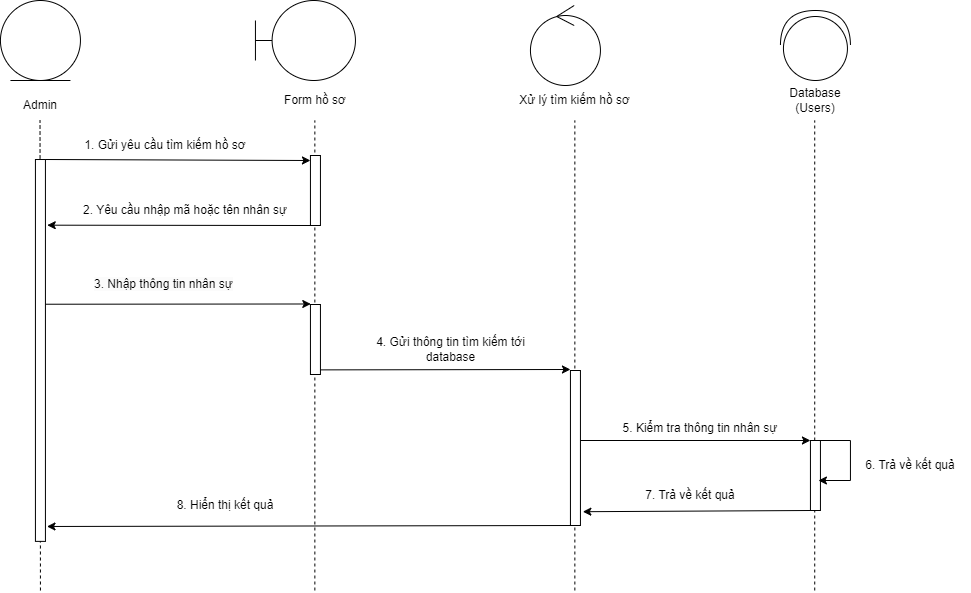 Admin
Form hồ sơ
Xử lý tìm kiếm hồ sơ
Database
(Users)
1. Gửi yêu cầu tìm kiếm hồ sơ
2. Yêu cầu nhập mã hoặc tên nhân sự
3. Nhập thông tin nhân sự
4. Gửi thông tin tìm kiếm tới
database
5. Kiểm tra thông tin nhân sự
6. Trả về kết quả
7. Trả về kết quả
8. Hiển thị kết quả